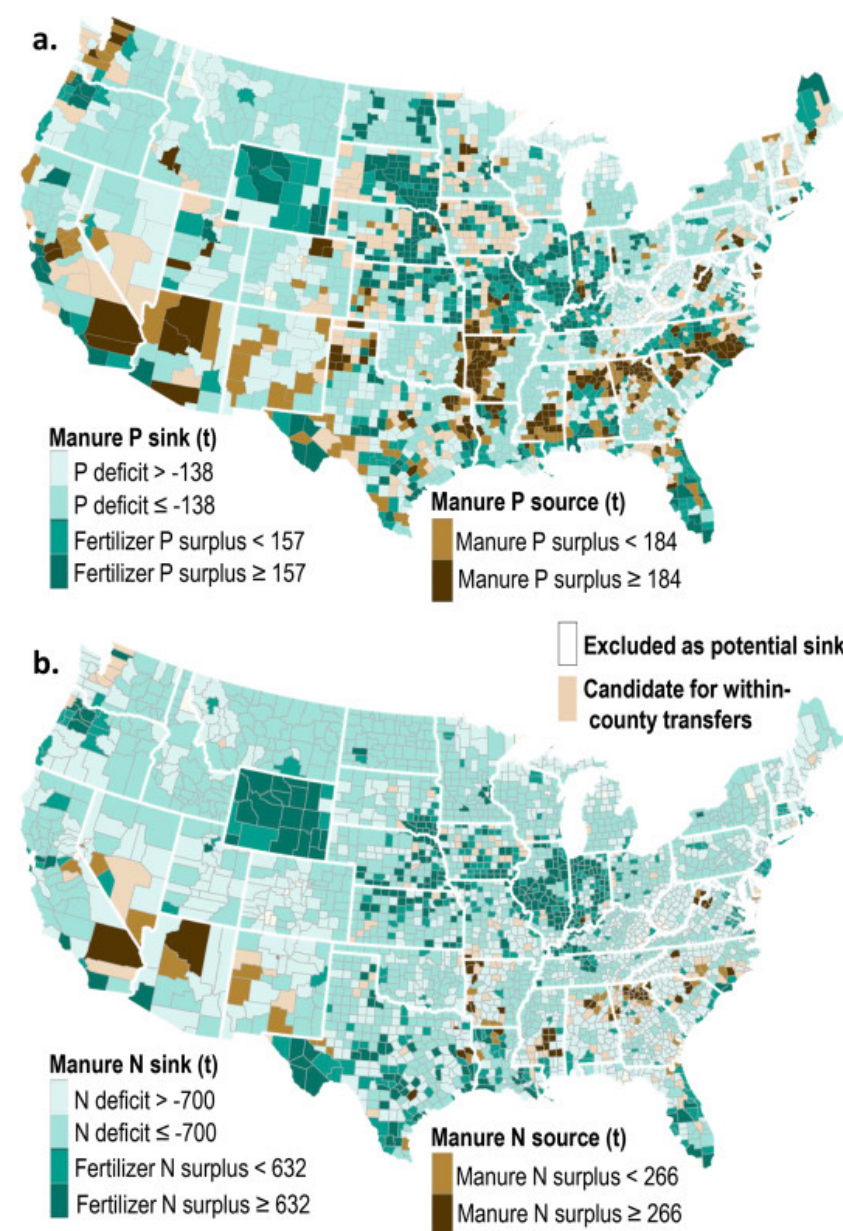 a.
Manure P sink (t)
P deficit > -138
P deficit ≤ -138
Fertilizer P surplus < 157
Fertilizer P surplus ≥ 157
Manure P source (t)
Manure P surplus < 184
Manure P surplus ≥ 184
Excluded as potential sink
Candidate for within-
county transfers
b.
Manure N sink (t)
N deficit > -700
N deficit ≤ -700
Fertilizer N surplus < 632
Fertilizer N surplus ≥ 632
Manure N source (t)
Manure N surplus < 266
Manure N surplus ≥ 266